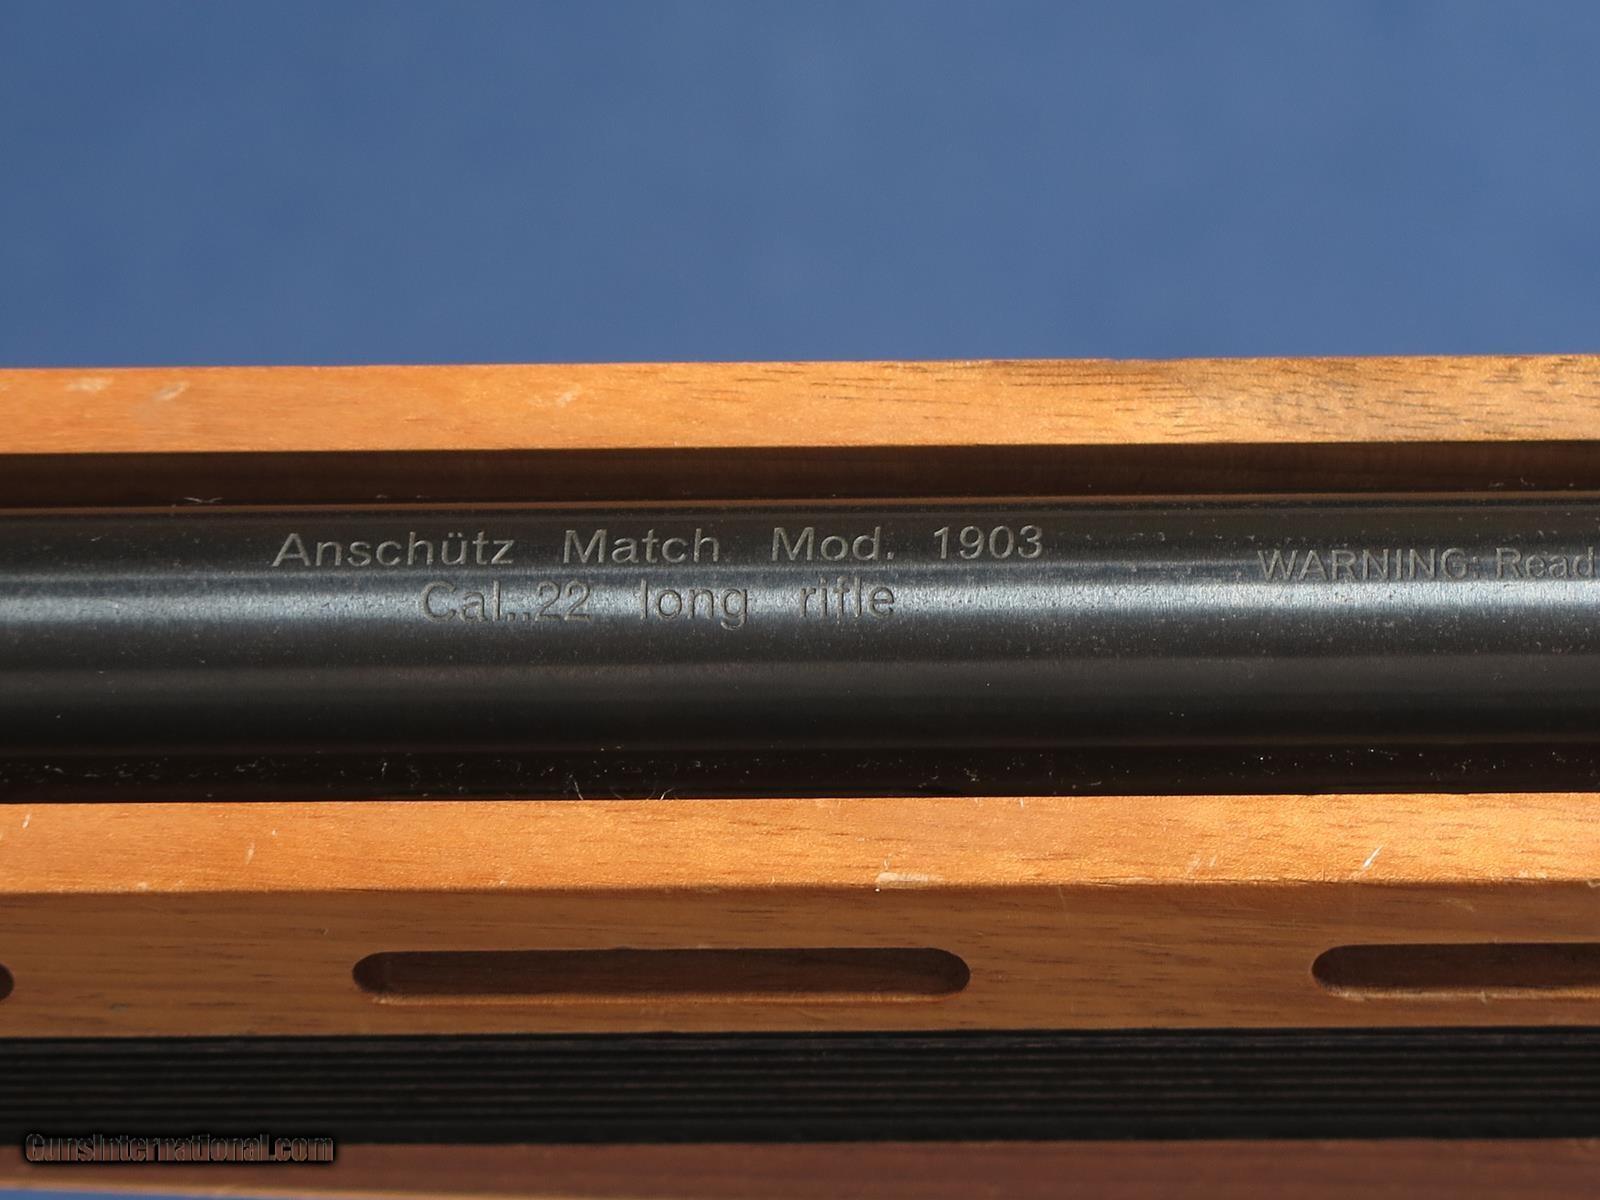 Anschütz Match Mod. 1903
Cal..22 long rifle
WARNING: Read
GunsInternational.com